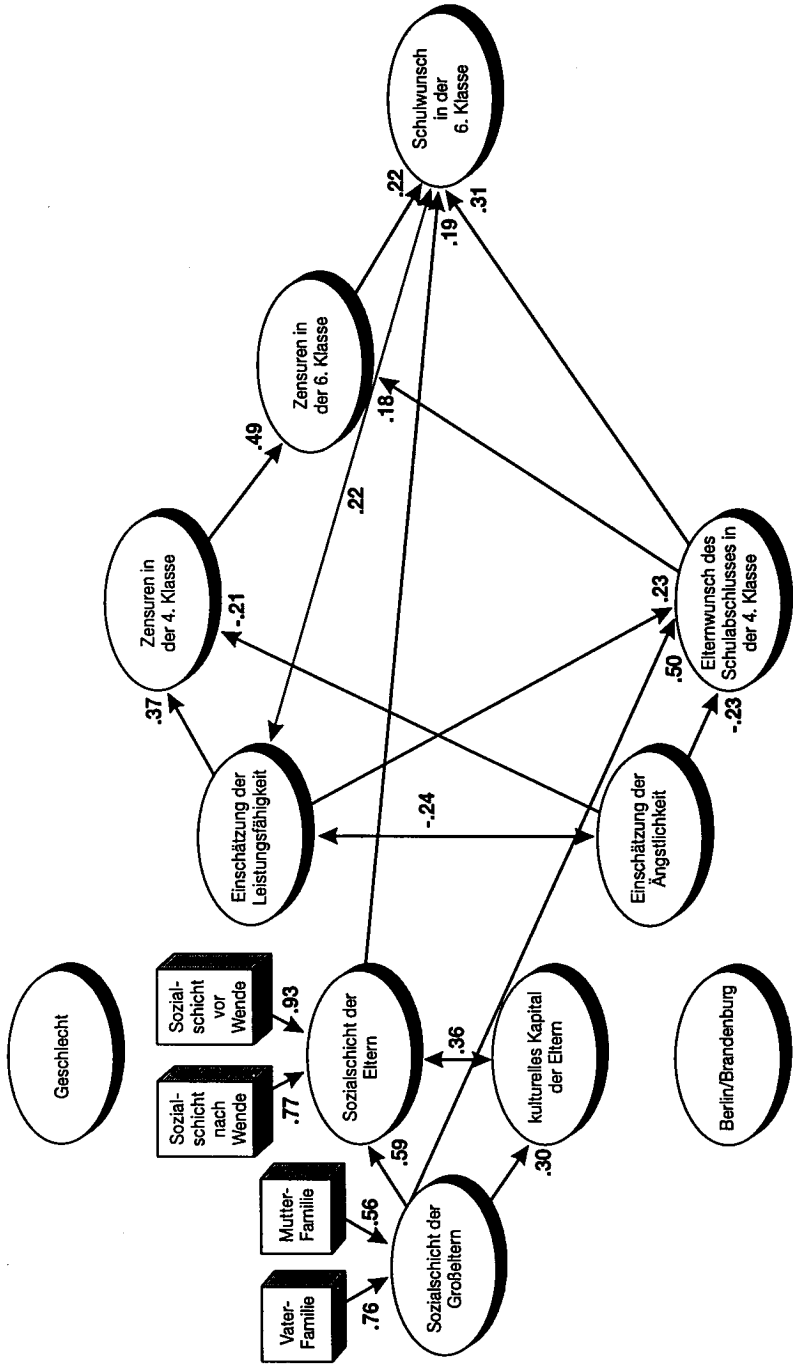 Geschlecht
Sozial-
schicht vor
Wende
.93
Sozial-
schicht
nach
Wende
.77
Mutter-
Familie
.56
Vater-
Familie
.76
Sozialschicht der
Großeltern
.59
.30
Sozialschicht der
Eltern
.36
kulturelles Kapital
der Eltern
Berlin/Brandenburg
Einschätzung der
Leistungsfähigkeit
-.24
Einschätzung der
Ängstlichkeit
.37
Zensuren in
der 4. Klasse
-.21
.49
Zensuren in
der 6. Klasse
.18
.22
.50
.23
-.23
Elternwunsch des
Schulabschlusses in
der 4. Klasse
.22
.19
.31
Schulwunsch
in der
6. Klasse